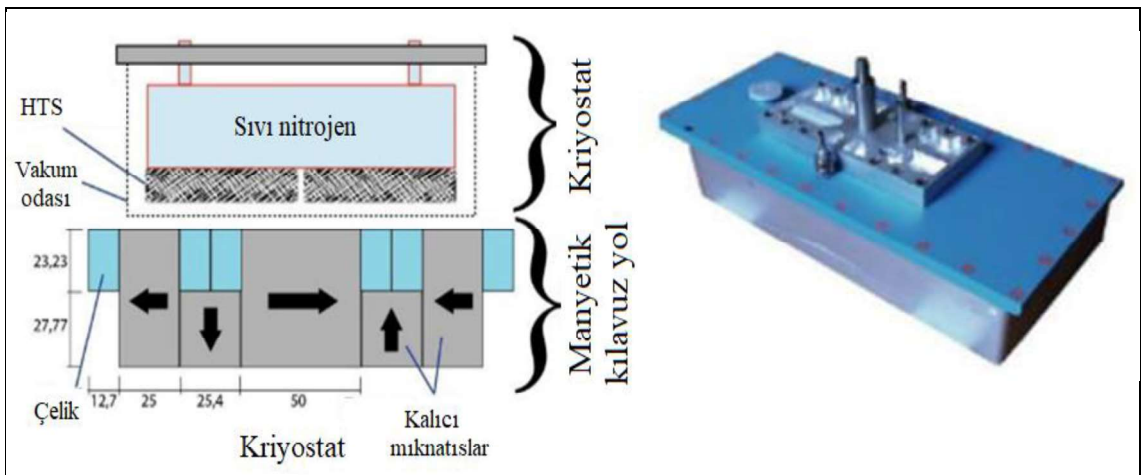 HTS
Vakum
odası
Sıvı nitrojen
Kriyostat
23,23
27,77
12,7
25
25,4
50
Çelik
Kalıcı
mıknatıslar
Manyetik
kılavuz yol
Kriyostat